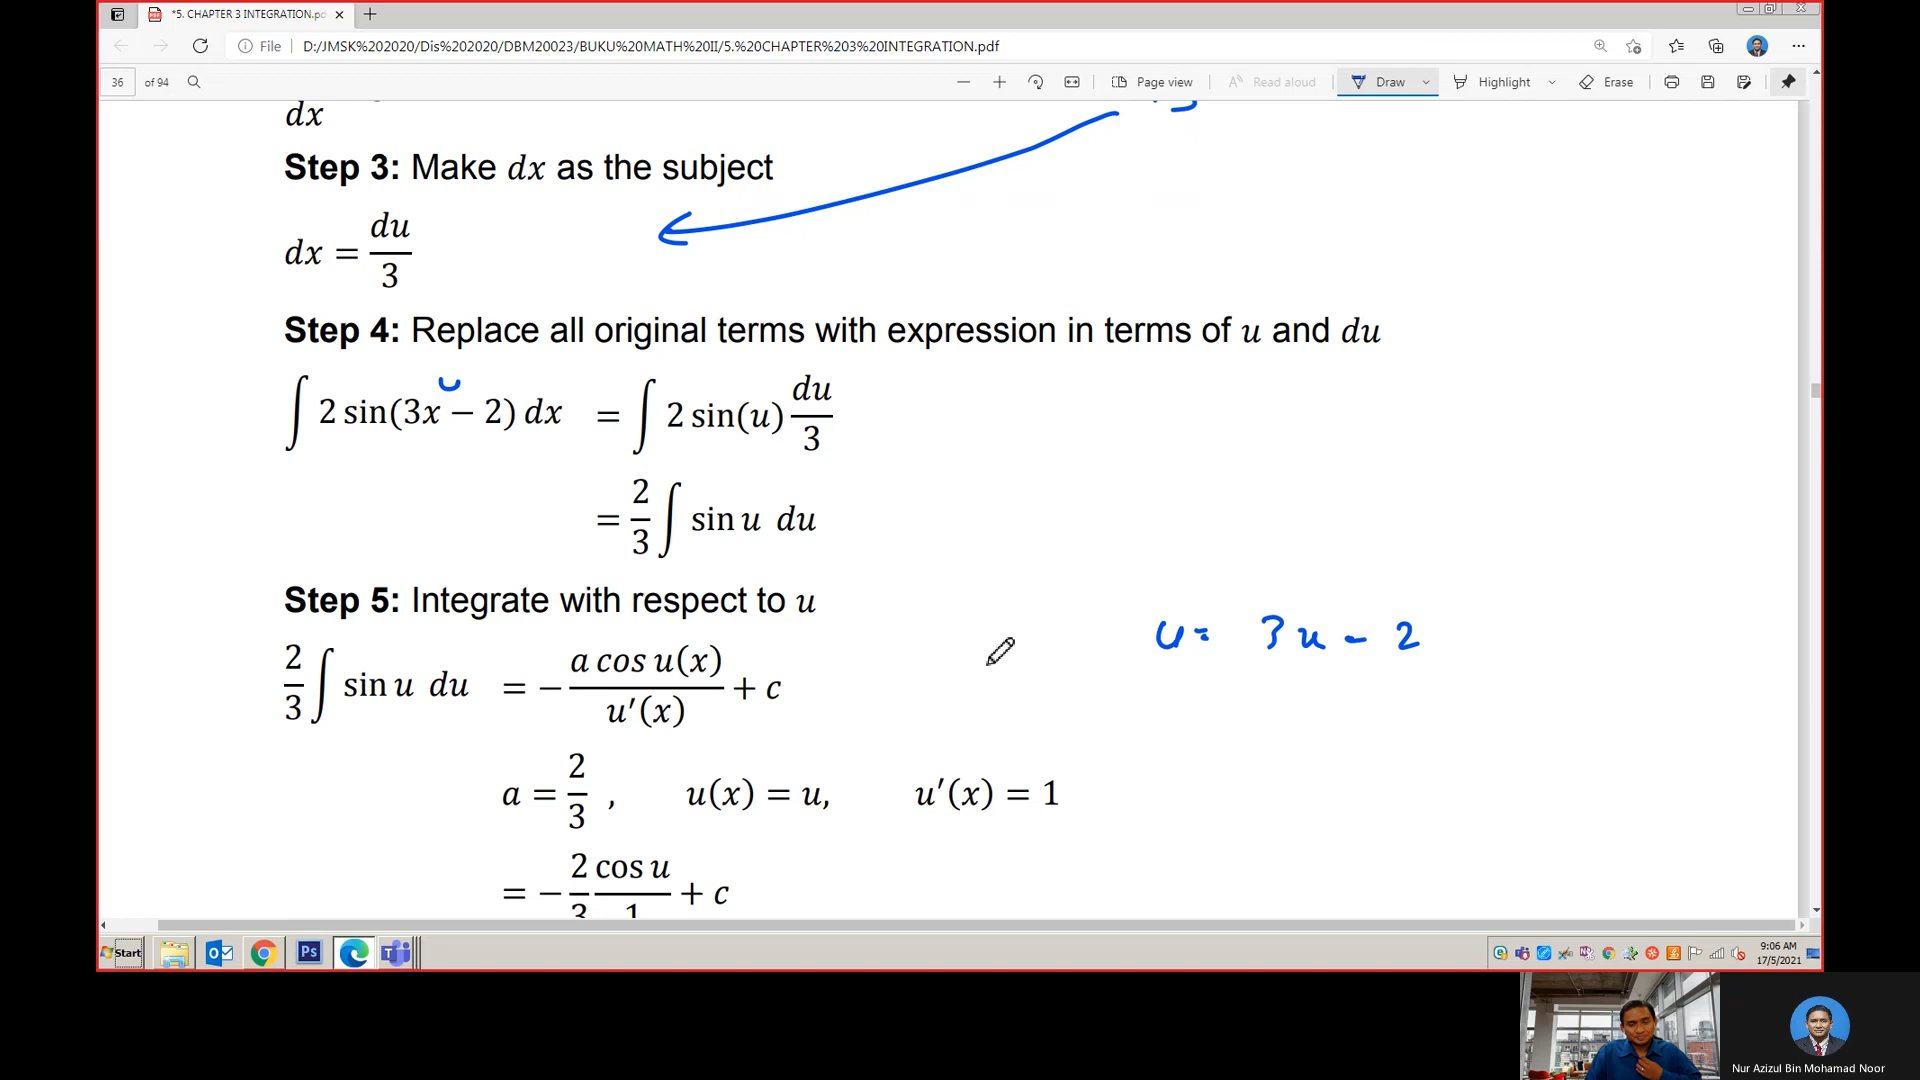 *5. CHAPTER 3 INTEGRATION.pd
File D:/JMSK%202020/Dis%202020/DBM20023/BUKU%20MATH%20II/5.%20CHAPTER%203%20INTEGRATION.pdf
36 of 94 Page view Read aloud Draw Highlight Erase
dx
Step 3: Make dx as the subject
dx = du/3
Step 4: Replace all original terms with expression in terms of u and du
u
∫ 2 sin(3x − 2) dx = ∫ 2 sin(u) du/3
= 2/3 ∫ sin u du
Step 5: Integrate with respect to u
u = 3x - 2
2/3 ∫ sin u du = − a cos u(x)/u′(x) + c
a = 2/3 , u(x) = u, u′(x) = 1
= − 2/3 cos u/1 + c
Start Ps 9:06 AM
17/5/2021
Nur Azizul Bin Mohamad Noor